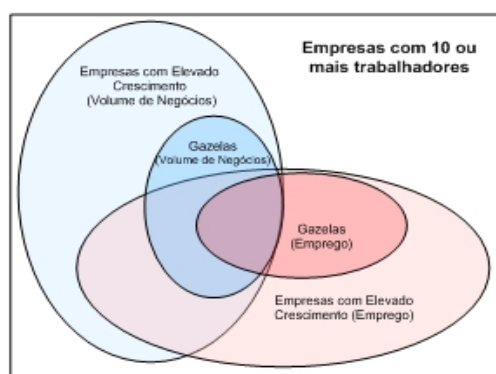 Empresas com 10 ou
mais trabalhadores
Empresas com Elevado
Crescimento
(Volume de Negócios)
Gazelas
(Volume de Negócios)
Gazelas
(Emprego)
Empresas com Elevado
Crescimento (Emprego)